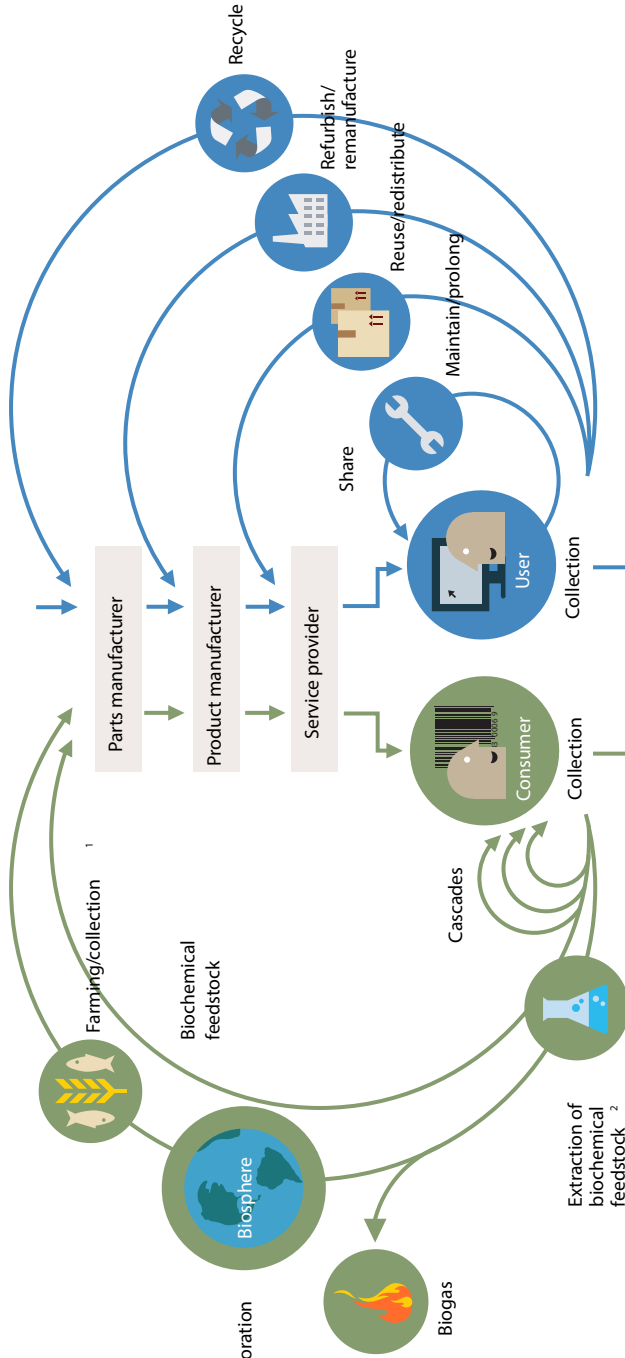 Recycle
Refurbish/
remanufacture
Reuse/redistribute
Maintain/prolong
Share
User
Collection
Parts manufacturer
Product manufacturer
Service provider
Consumer
Collection
Cascades
Farming/collection 1
Biochemical
feedstock
Biosphere
Extraction of
biochemical
feedstock 2
oration
Biogas